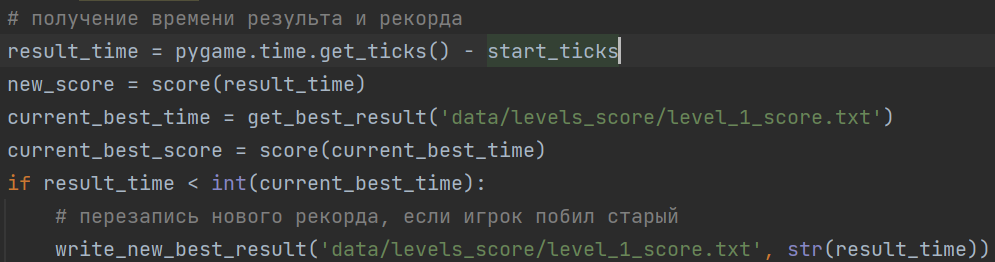 # получение времени результа и рекорда
result_time = pygame.time.get_ticks() - start_ticks
new_score = score(result_time)
current_best_time = get_best_result('data/levels_score/level_1_score.txt')
current_best_score = score(current_best_time)
if result_time < int(current_best_time):
    # перезапись нового рекорда, если игрок побил старый
    write_new_best_result('data/levels_score/level_1_score.txt', str(result_time))